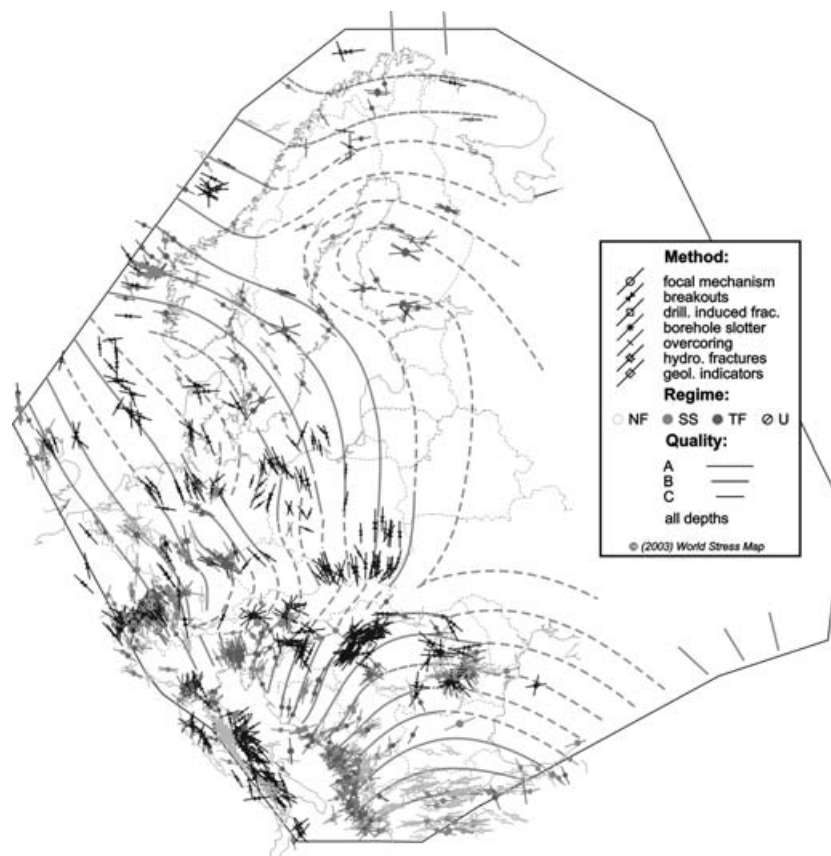 Method:
focal mechanism
breakouts
drill. induced frac.
borehole slotter
overcoring
hydro. fractures
geol. indicators
Regime:
NF SS TF U
Quality:
A
B
C
all depths
© (2003) World Stress Map